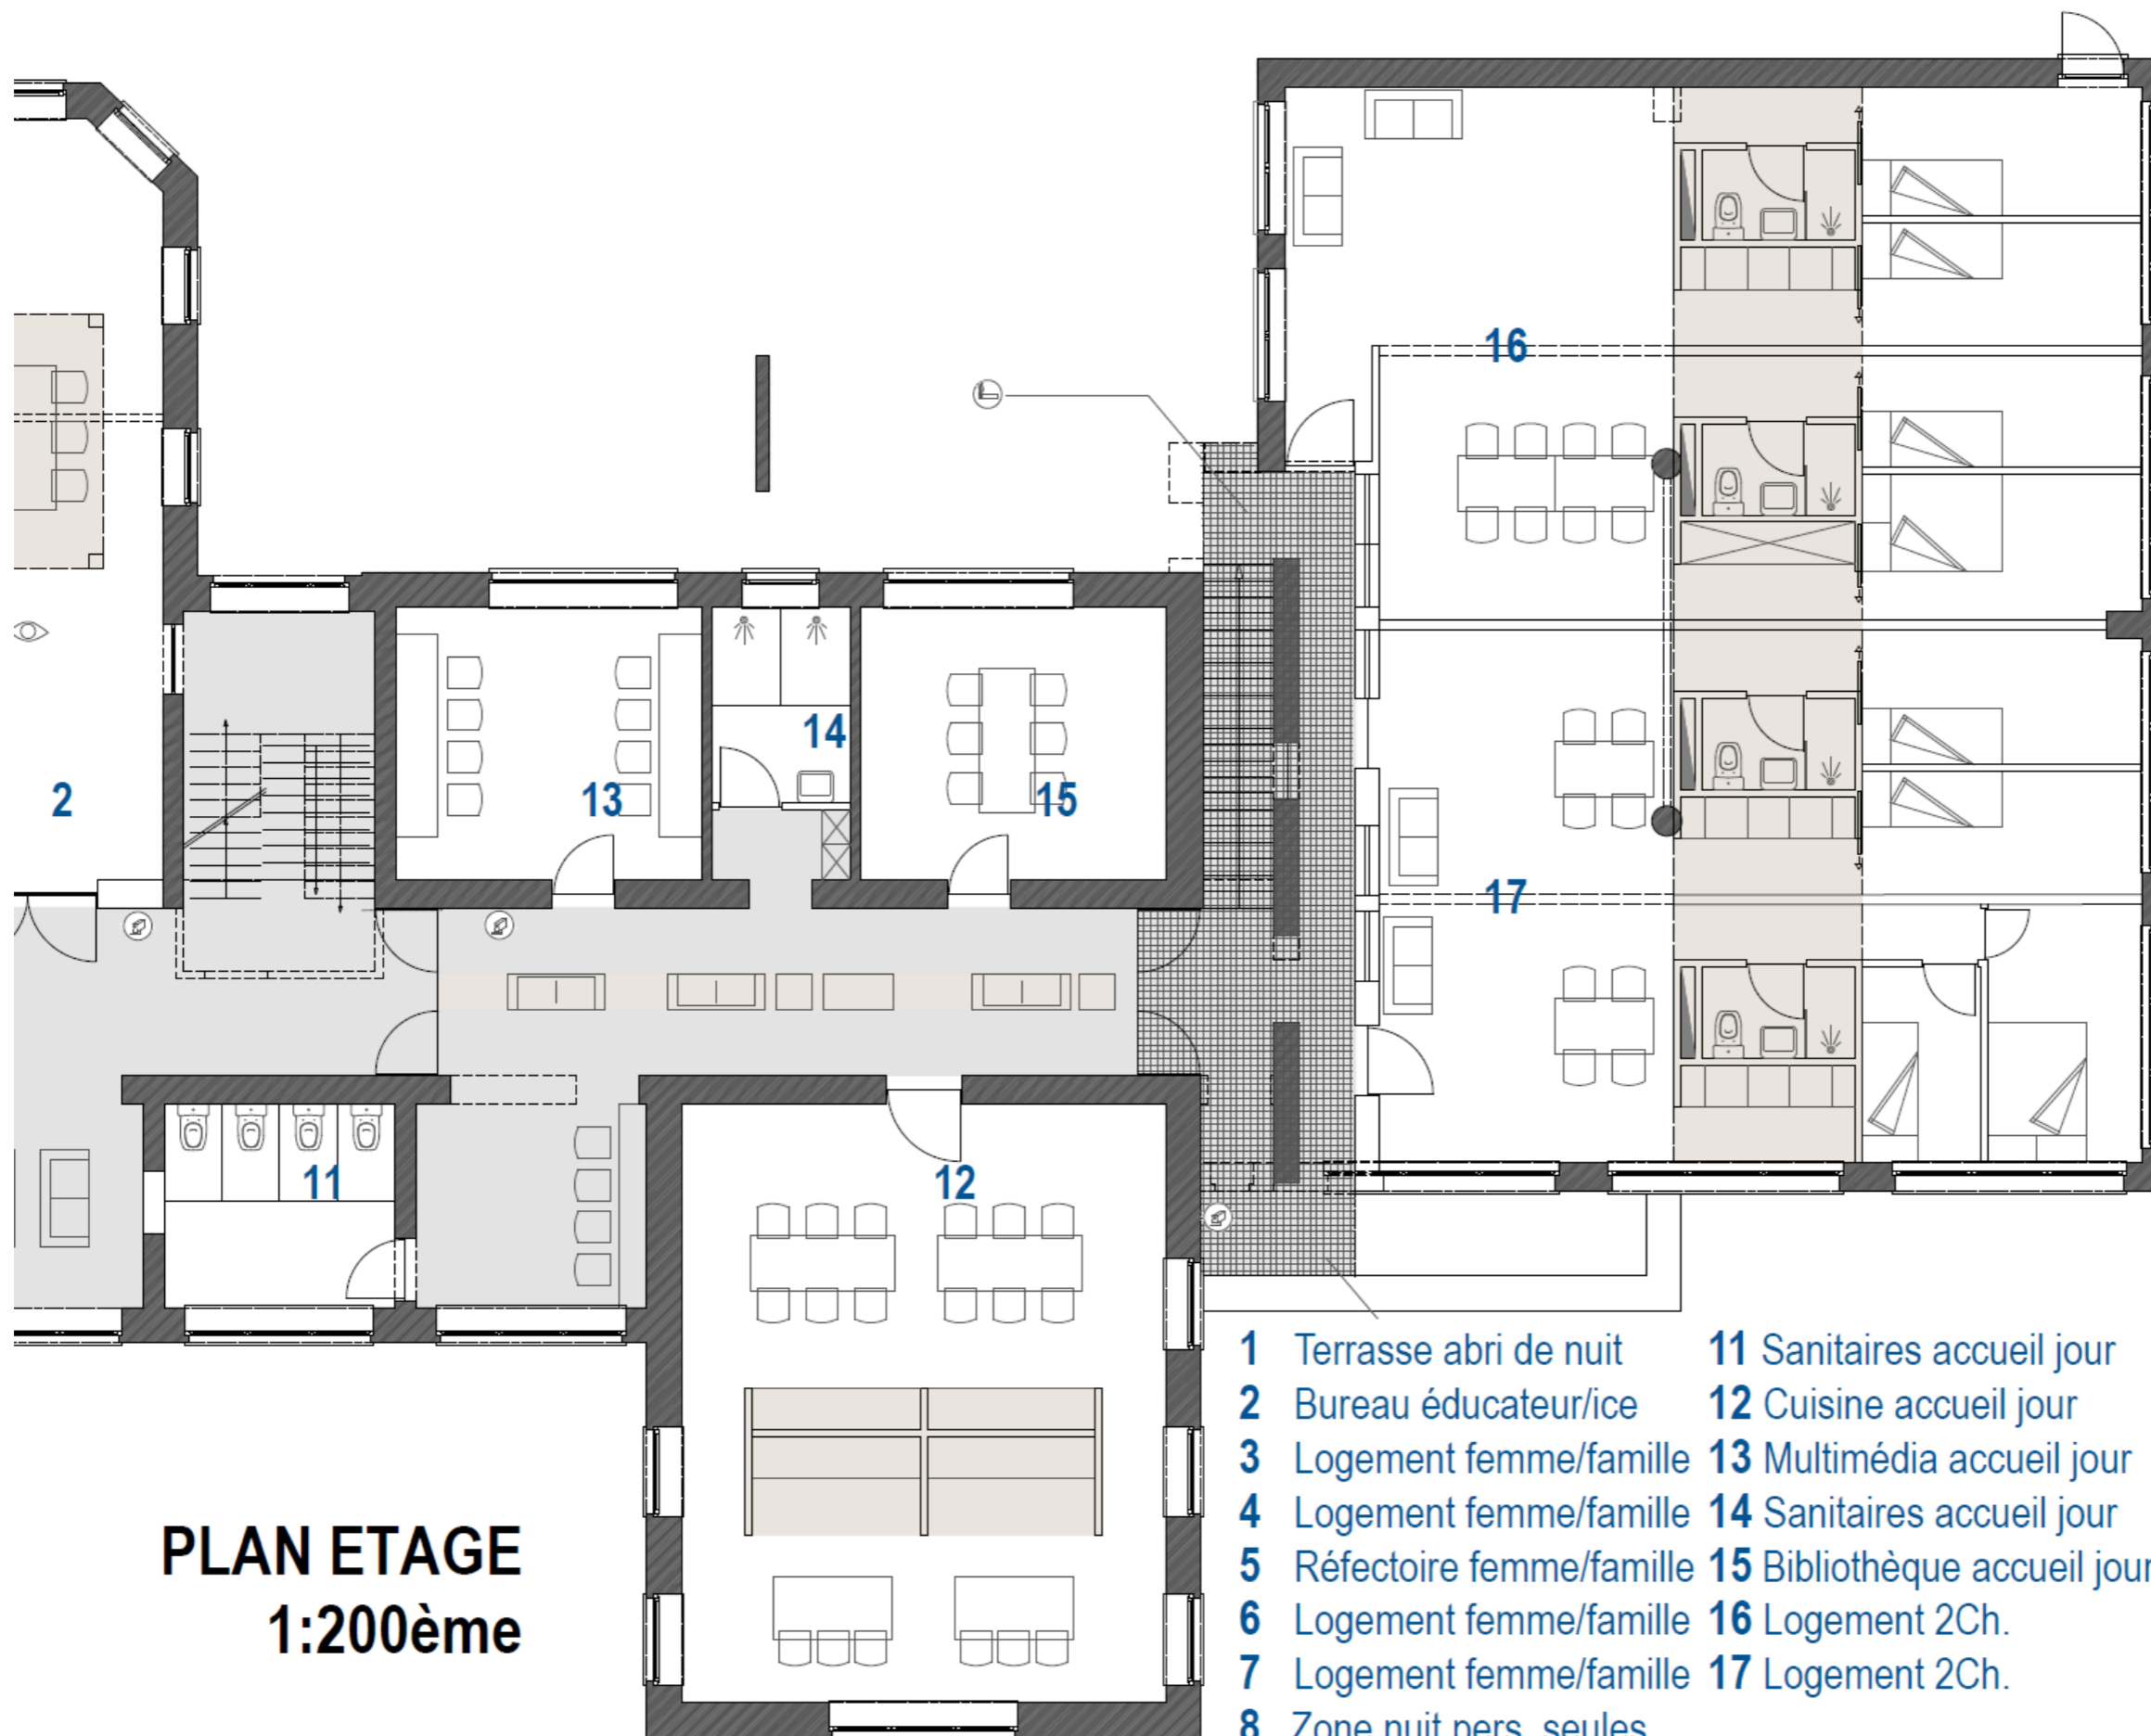 16
14
2
13
15
17
11
12
PLAN ETAGE
1:200ème
1 Terrasse abri de nuit
2 Bureau éducateur/ice
3 Logement femme/famille
4 Logement femme/famille
5 Réfectoire femme/famille
6 Logement femme/famille
7 Logement femme/famille
8 Zone nuit pers. seules
11 Sanitaires accueil jour
12 Cuisine accueil jour
13 Multimédia accueil jour
14 Sanitaires accueil jour
15 Bibliothèque accueil jour
16 Logement 2Ch.
17 Logement 2Ch.